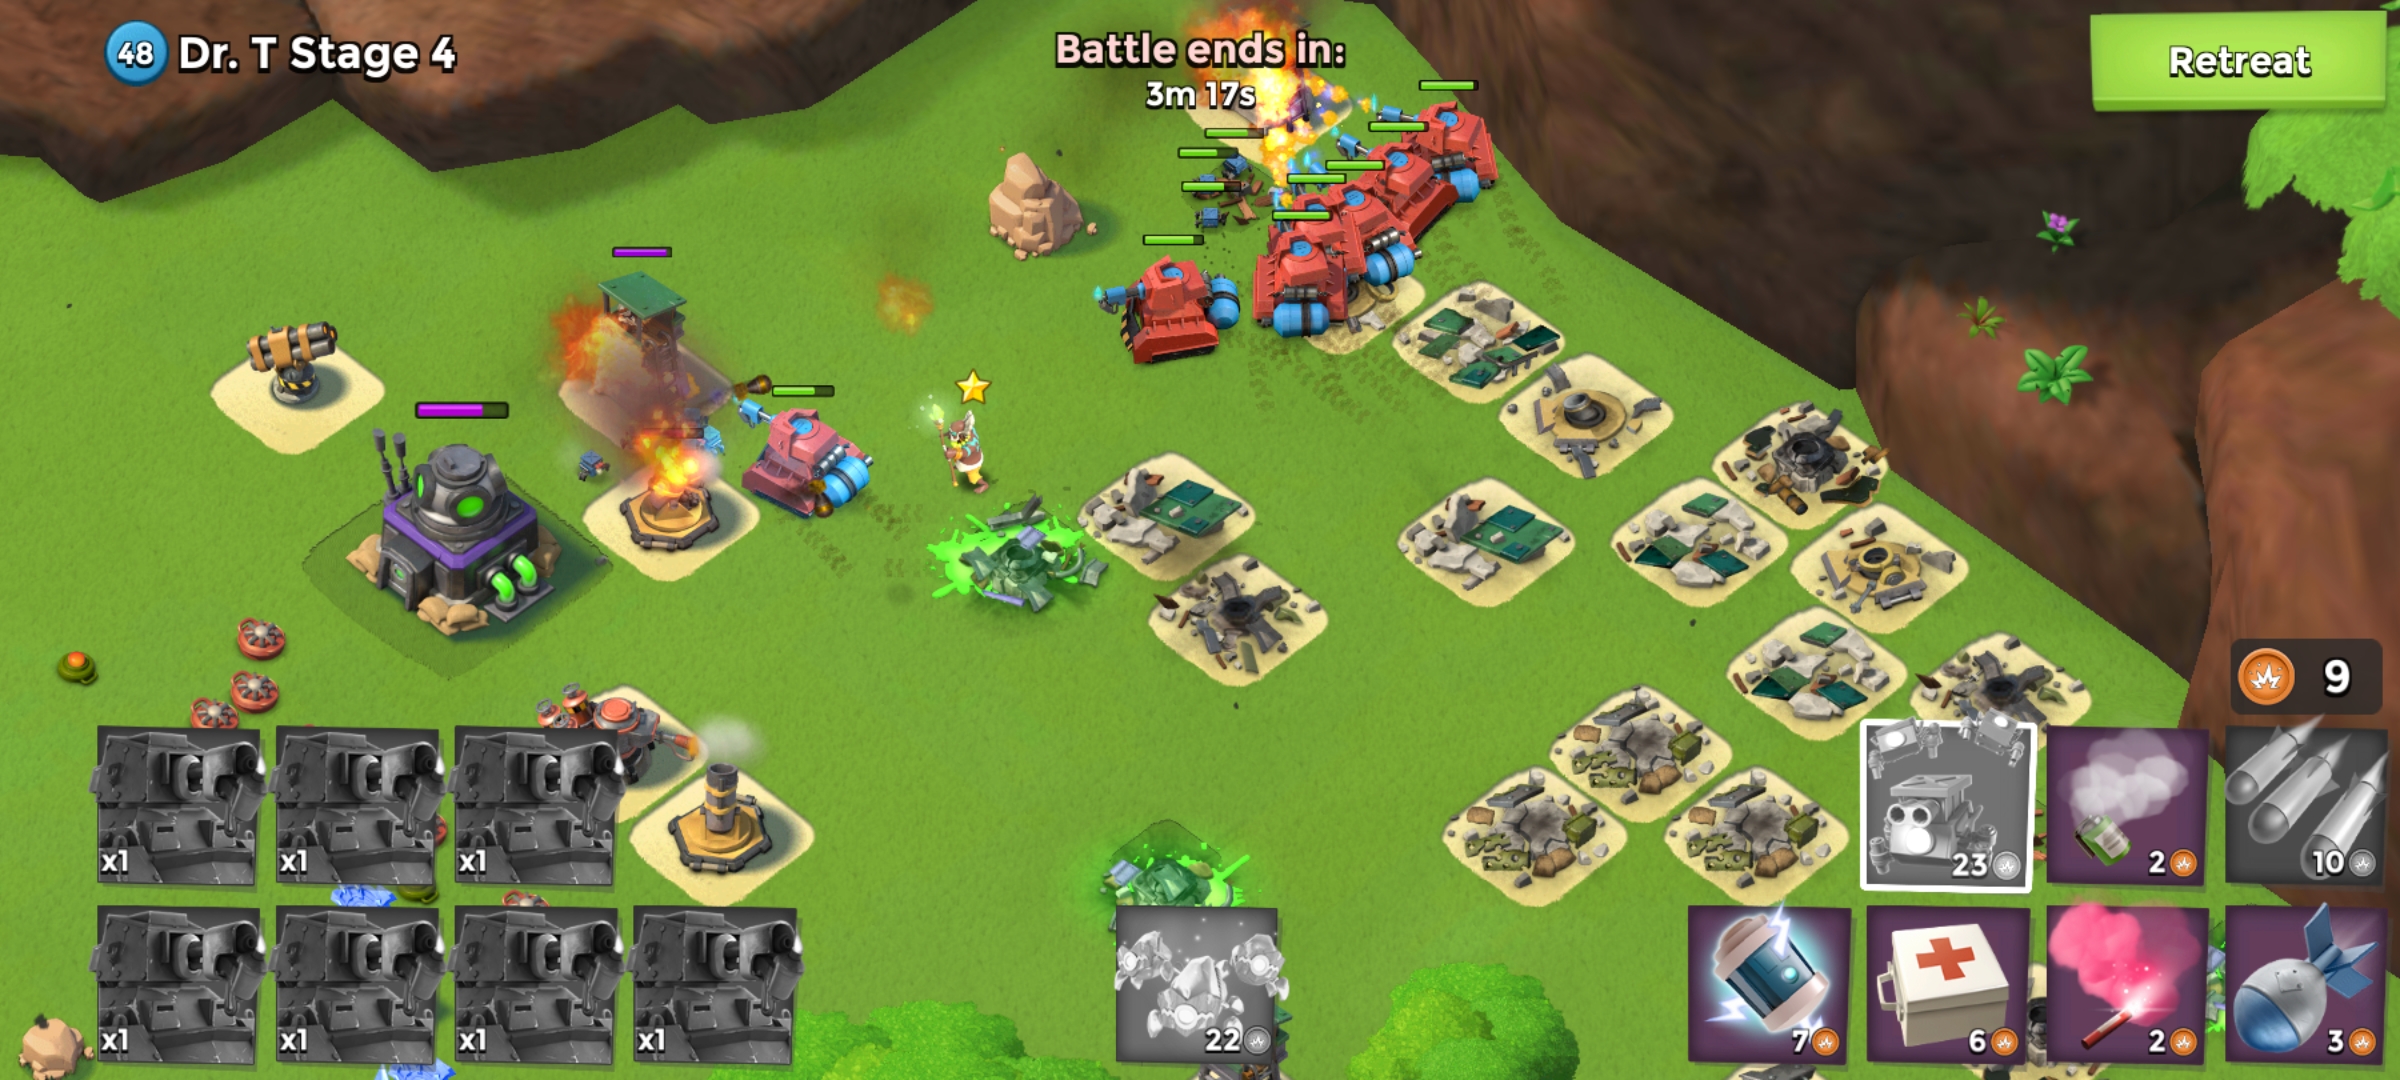 48 Dr. T Stage 4
Battle ends in:
3m 17s
Retreat
9
x1
x1
x1
23
2
10
x1
x1
x1
x1
22
7
6
2
3